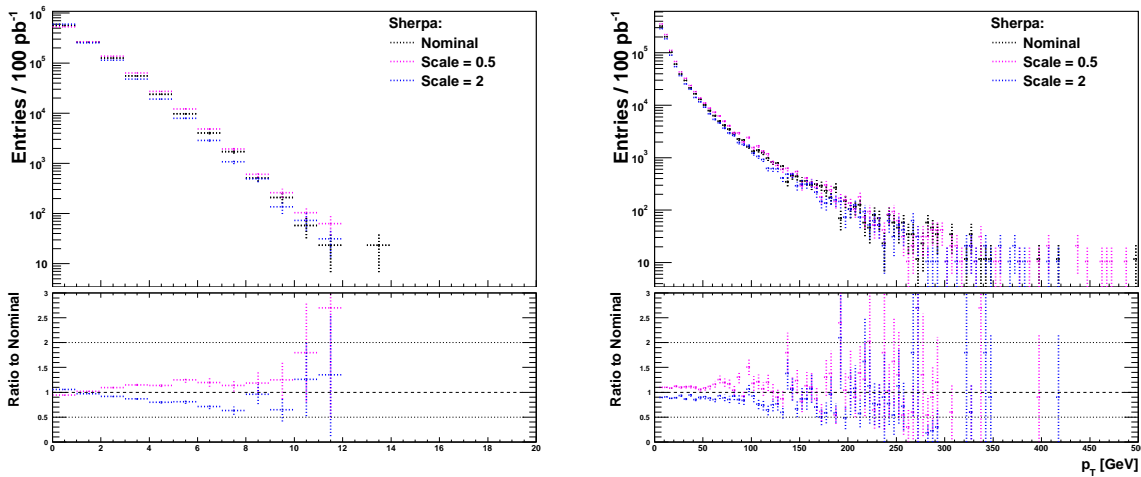 Entries / 100 pb⁻¹
10⁶
10⁵
10⁴
10³
10²
10
Sherpa:
Nominal
Scale = 0.5
Scale = 2
Ratio to Nominal
3
2.5
2
1.5
1
0.5
0
0 2 4 6 8 10 12 14 16 18 20
Entries / 100 pb⁻¹
10⁵
10⁴
10³
10²
10
Sherpa:
Nominal
Scale = 0.5
Scale = 2
Ratio to Nominal
3
2.5
2
1.5
1
0.5
0
0 50 100 150 200 250 300 350 400 450 500
p_T [GeV]